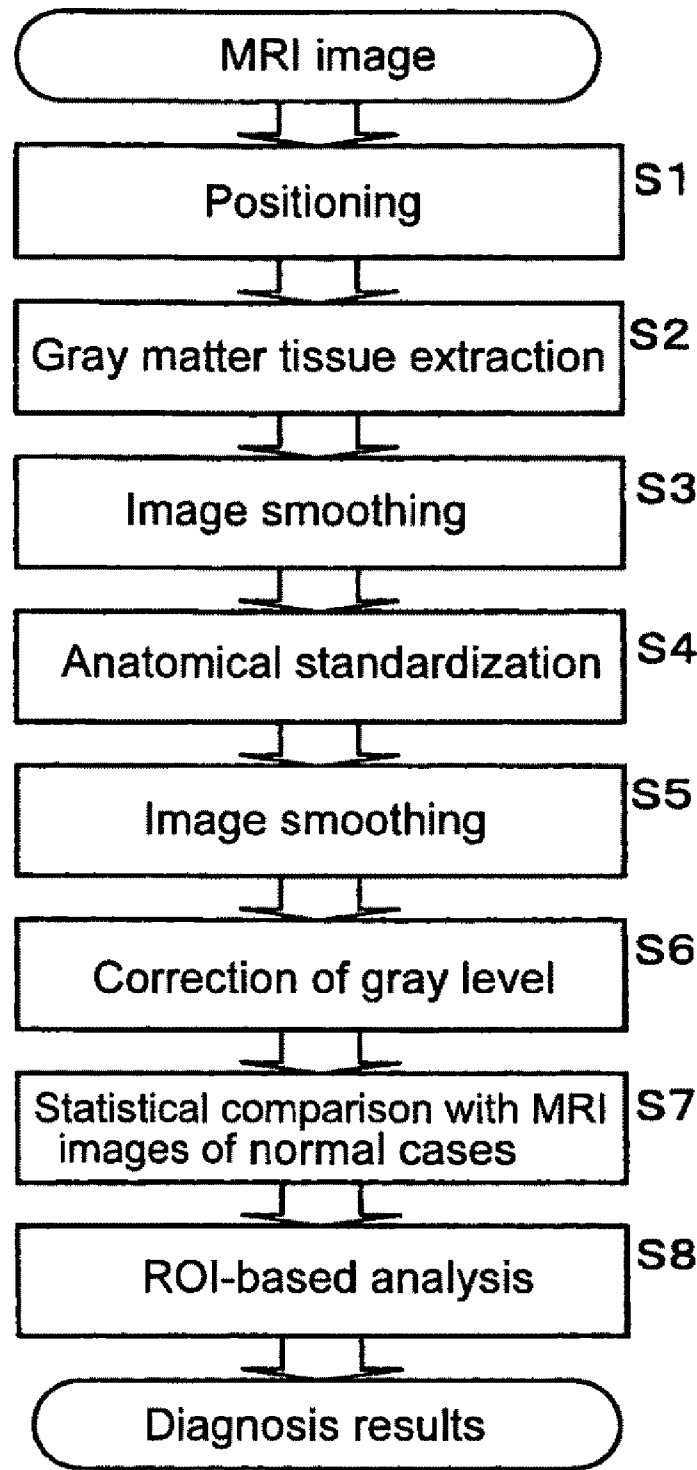 MRI image
Positioning
S1
Gray matter tissue extraction
S2
Image smoothing
S3
Anatomical standardization
S4
Image smoothing
S5
Correction of gray level
S6
Statistical comparison with MRI
images of normal cases
S7
ROI-based analysis
S8
Diagnosis results